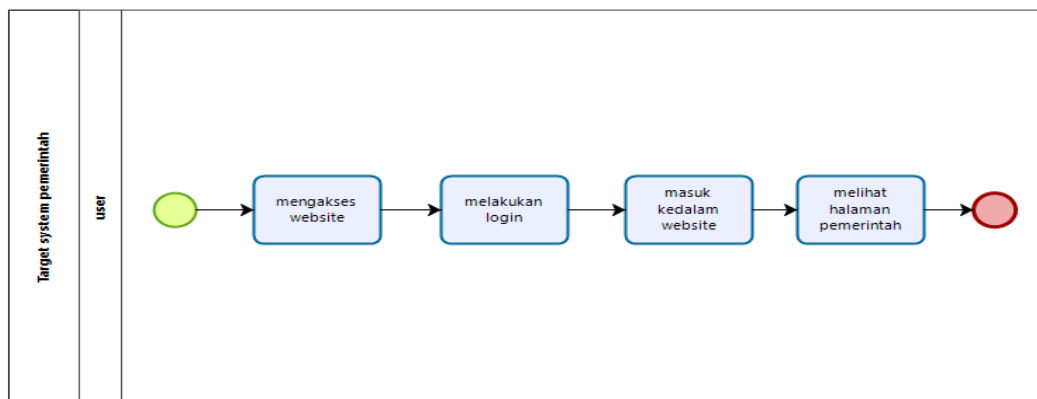 Target system pemerintah
user
mengakses
website
melakukan
login
masuk
kedalam
website
melihat
halaman
pemerintah